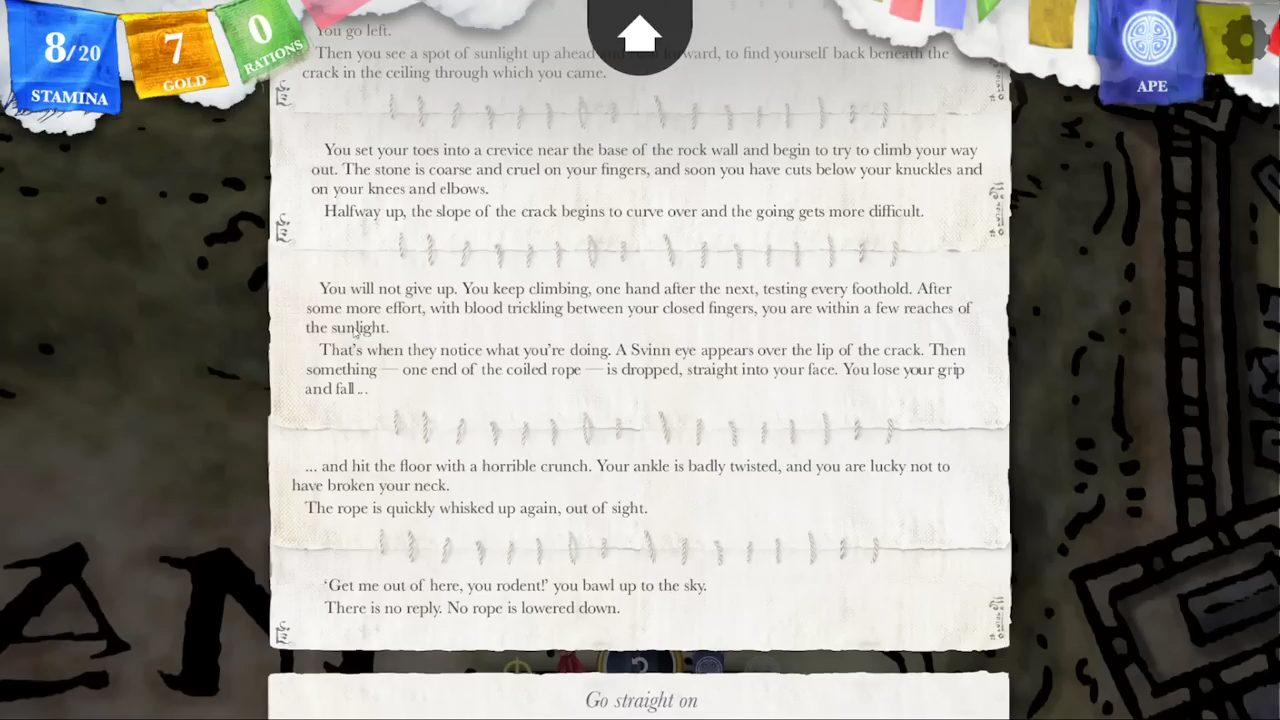 8/20
STAMINA
7
GOLD
0
RATIONS
APE
You go left.
Then you see a spot of sunlight up ahead ward, to find yourself back beneath the
crack in the ceiling through which you came.
You set your toes into a crevice near the base of the rock wall and begin to try to climb your way
out. The stone is coarse and cruel on your fingers, and soon you have cuts below your knuckles and
on your knees and elbows.
Halfway up, the slope of the crack begins to curve over and the going gets more difficult.
You will not give up. You keep climbing, one hand after the next, testing every foothold. After
some more effort, with blood trickling between your closed fingers, you are within a few reaches of
the sunlight.
That's when they notice what you're doing. A Svinn eye appears over the lip of the crack. Then
something — one end of the coiled rope — is dropped, straight into your face. You lose your grip
and fall ...
... and hit the floor with a horrible crunch. Your ankle is badly twisted, and you are lucky not to
have broken your neck.
The rope is quickly whisked up again, out of sight.
‘Get me out of here, you rodent!’ you bawl up to the sky.
There is no reply. No rope is lowered down.
Go straight on
AN